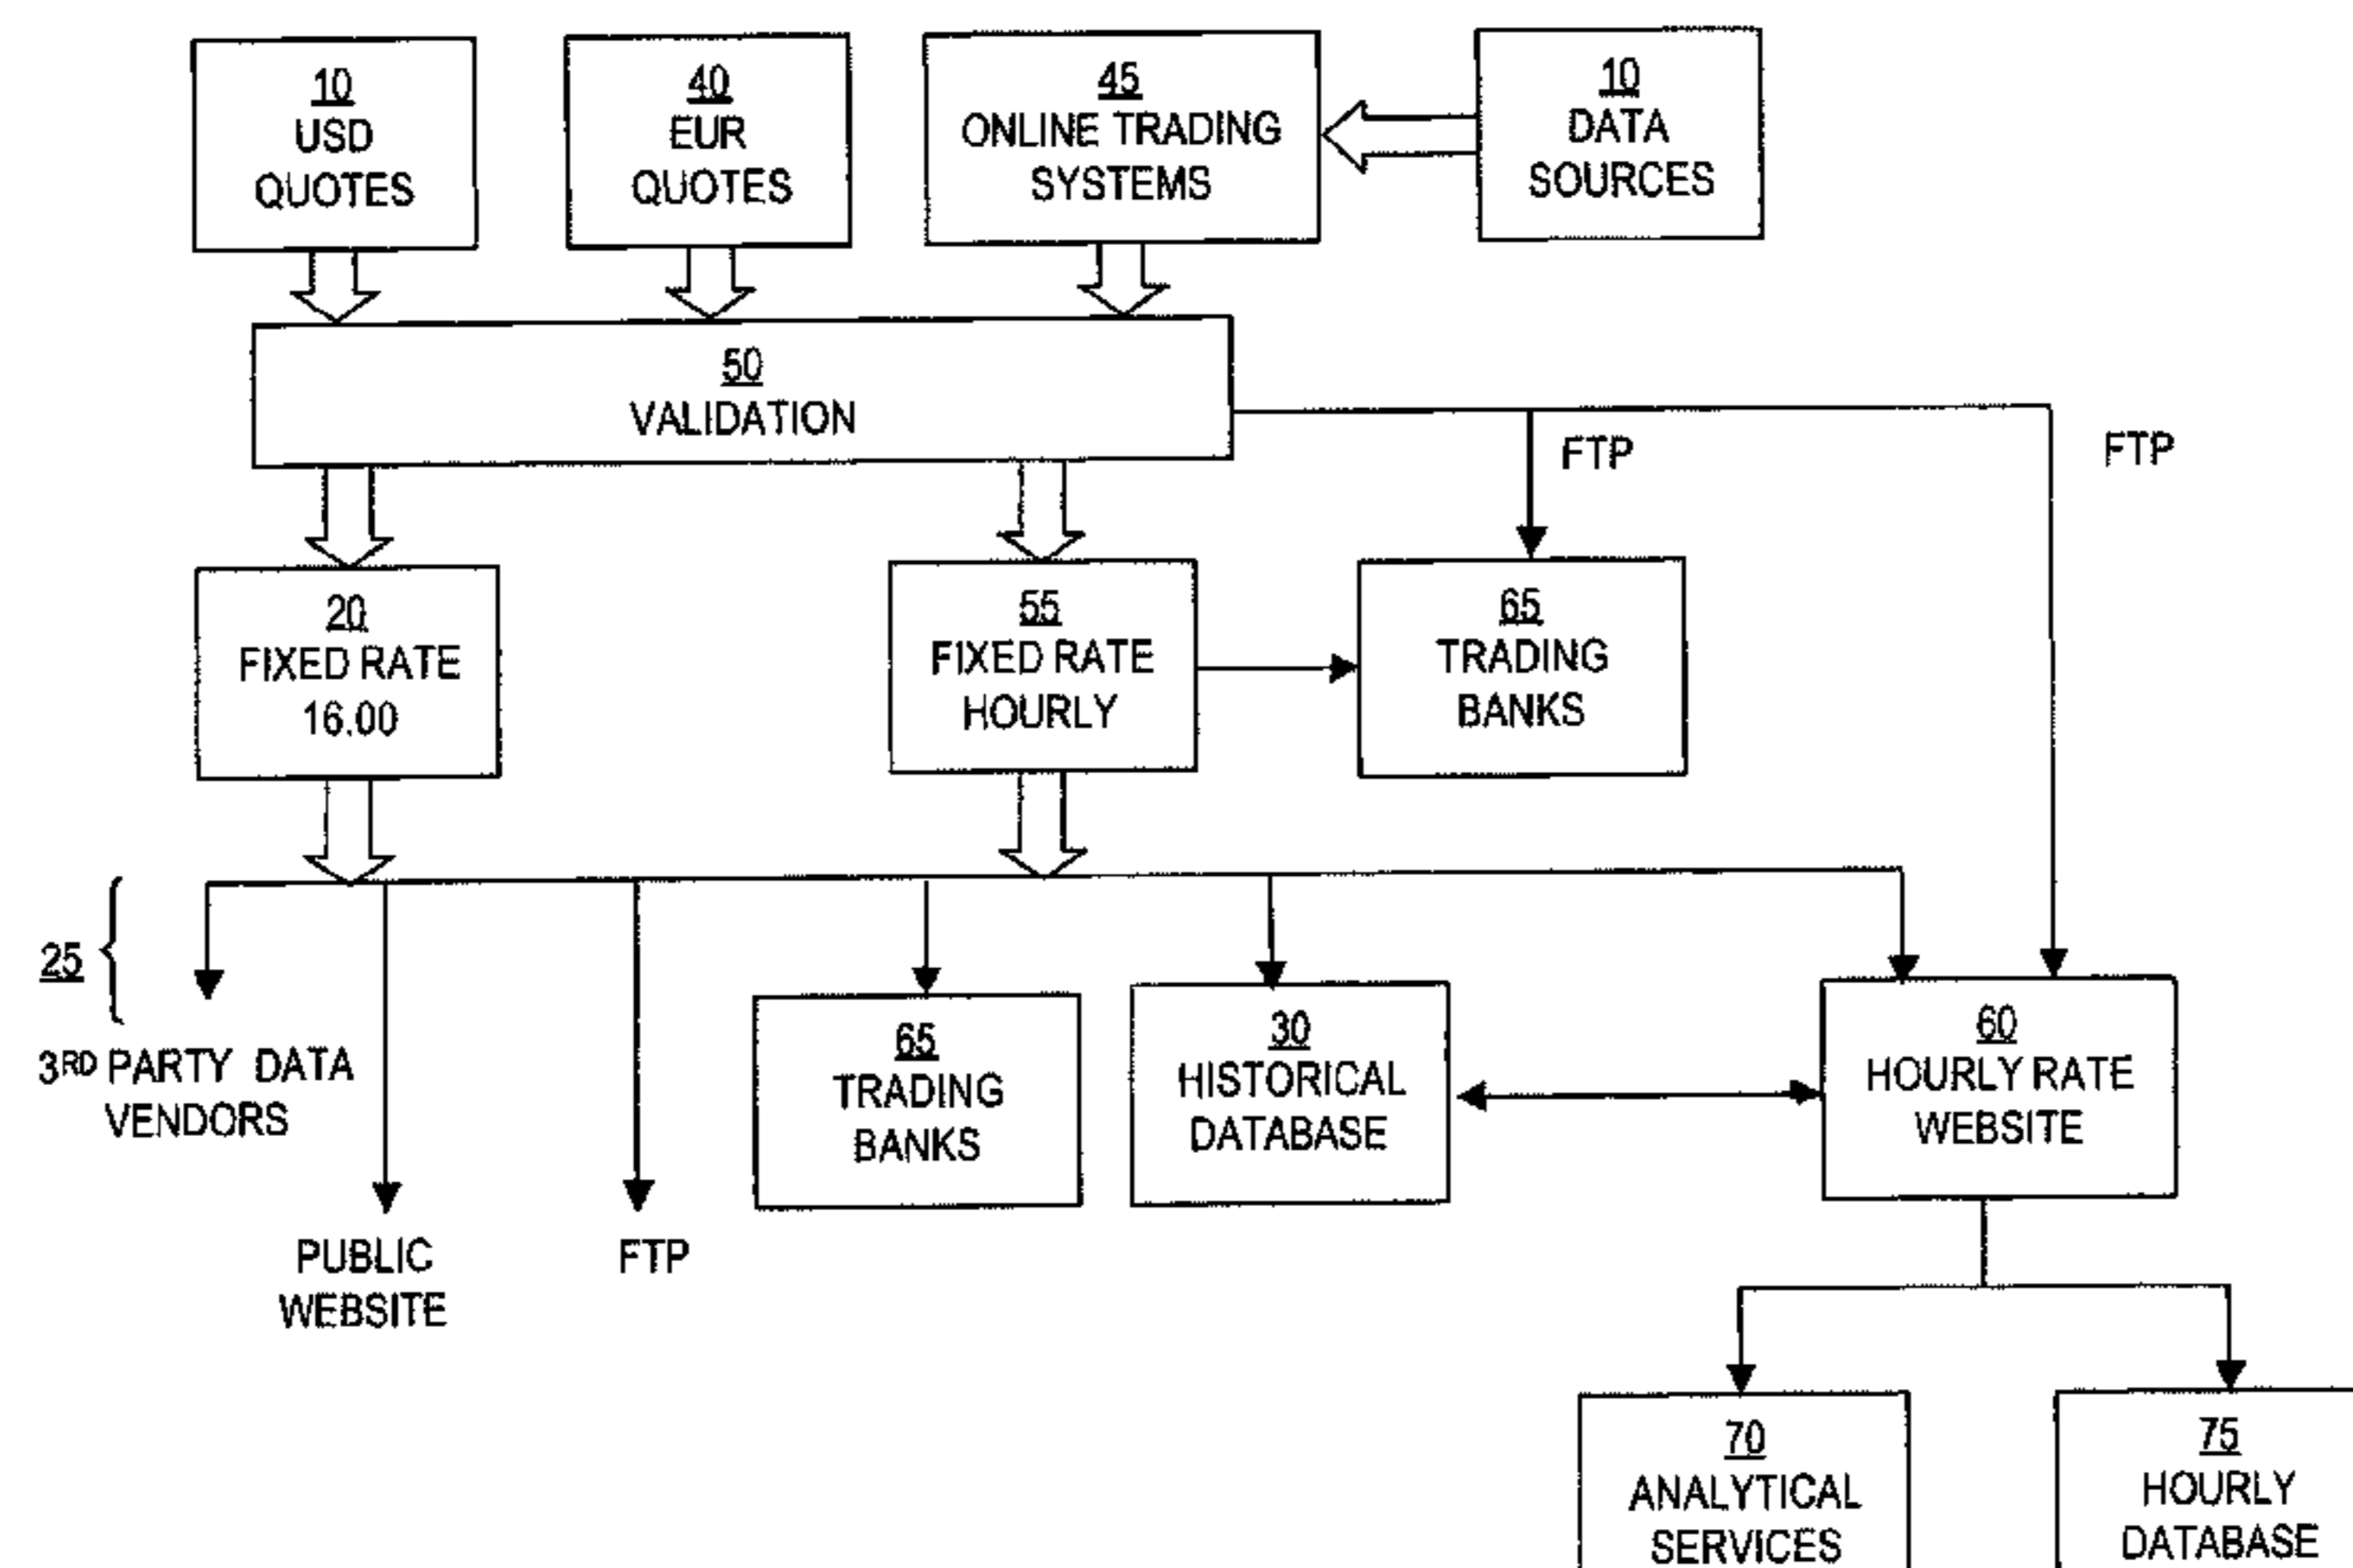 10
USD
QUOTES
40
EUR
QUOTES
45
ONLINE TRADING
SYSTEMS
10
DATA
SOURCES
50
VALIDATION
FTP
FTP
20
FIXED RATE
16.00
55
FIXED RATE
HOURLY
65
TRADING
BANKS
25
3RD PARTY DATA
VENDORS
PUBLIC
WEBSITE
FTP
65
TRADING
BANKS
30
HISTORICAL
DATABASE
60
HOURLY RATE
WEBSITE
70
ANALYTICAL
SERVICES
75
HOURLY
DATABASE